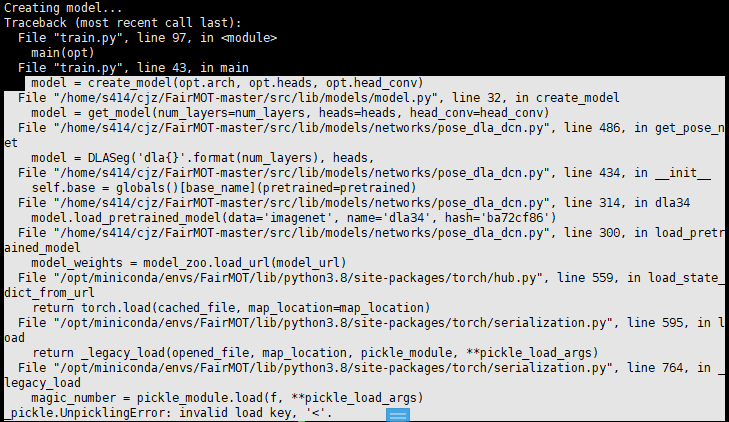 Creating model...
Traceback (most recent call last):
  File "train.py", line 97, in <module>
    main(opt)
  File "train.py", line 43, in main
    model = create_model(opt.arch, opt.heads, opt.head_conv)
  File "/home/s414/cjz/FairMOT-master/src/lib/models/model.py", line 32, in create_model
    model = get_model(num_layers=num_layers, heads=heads, head_conv=head_conv)
  File "/home/s414/cjz/FairMOT-master/src/lib/models/networks/pose_dla_dcn.py", line 486, in get_pose_n
et
    model = DLASeg('dla{}'.format(num_layers), heads,
  File "/home/s414/cjz/FairMOT-master/src/lib/models/networks/pose_dla_dcn.py", line 434, in __init__
    self.base = globals()[base_name](pretrained=pretrained)
  File "/home/s414/cjz/FairMOT-master/src/lib/models/networks/pose_dla_dcn.py", line 314, in dla34
    model.load_pretrained_model(data='imagenet', name='dla34', hash='ba72cf86')
  File "/home/s414/cjz/FairMOT-master/src/lib/models/networks/pose_dla_dcn.py", line 300, in load_pretr
ained_model
    model_weights = model_zoo.load_url(model_url)
  File "/opt/miniconda/envs/FairMOT/lib/python3.8/site-packages/torch/hub.py", line 559, in load_state_
dict_from_url
    return torch.load(cached_file, map_location=map_location)
  File "/opt/miniconda/envs/FairMOT/lib/python3.8/site-packages/torch/serialization.py", line 595, in l
oad
    return _legacy_load(opened_file, map_location, pickle_module, **pickle_load_args)
  File "/opt/miniconda/envs/FairMOT/lib/python3.8/site-packages/torch/serialization.py", line 764, in _
legacy_load
    magic_number = pickle_module.load(f, **pickle_load_args)
_pickle.UnpicklingError: invalid load key, '<'.